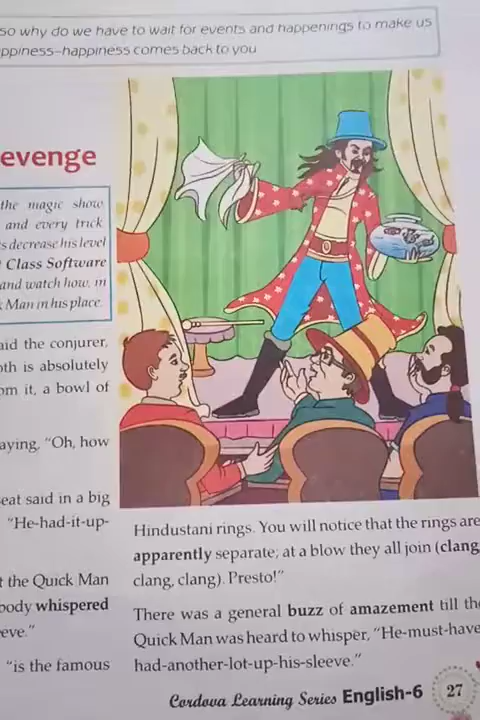 so why do we have to wait for events and happenings to make us
ppiness–happiness comes back to you
evenge
the magic show
and every trick
s decrease his level
Class Software
and watch how, in
Man in his place.
aid the conjurer,
oth is absolutely
om it, a bowl of
aying, "Oh, how
eat said in a big
"He-had-it-up-
t the Quick Man
body whispered
eve."
"is the famous
Hindustani rings. You will notice that the rings are
apparently separate; at a blow they all join (clang,
clang, clang). Presto!"
There was a general buzz of amazement till the
Quick Man was heard to whisper, "He-must-have-
had-another-lot-up-his-sleeve."
Cordova Learning Series English-6 27